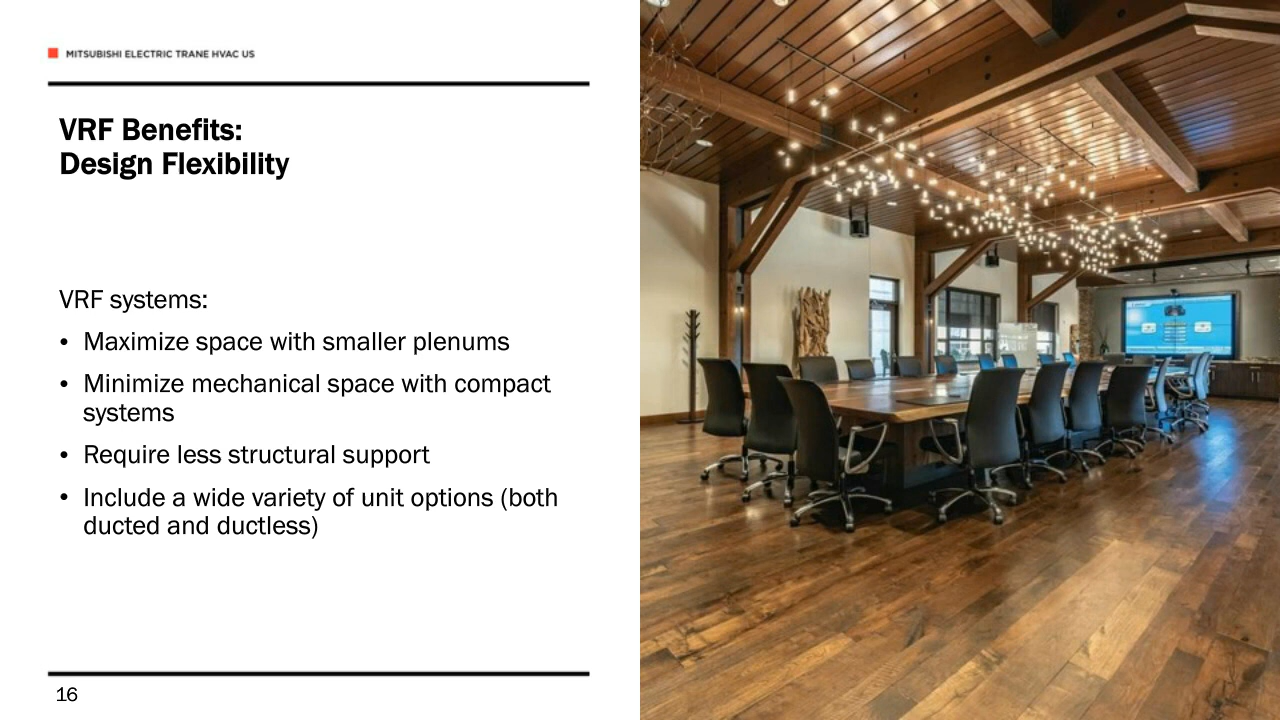 MITSUBISHI ELECTRIC TRANE HVAC US
VRF Benefits:
Design Flexibility
VRF systems:
• Maximize space with smaller plenums
• Minimize mechanical space with compact
systems
• Require less structural support
• Include a wide variety of unit options (both
ducted and ductless)
16